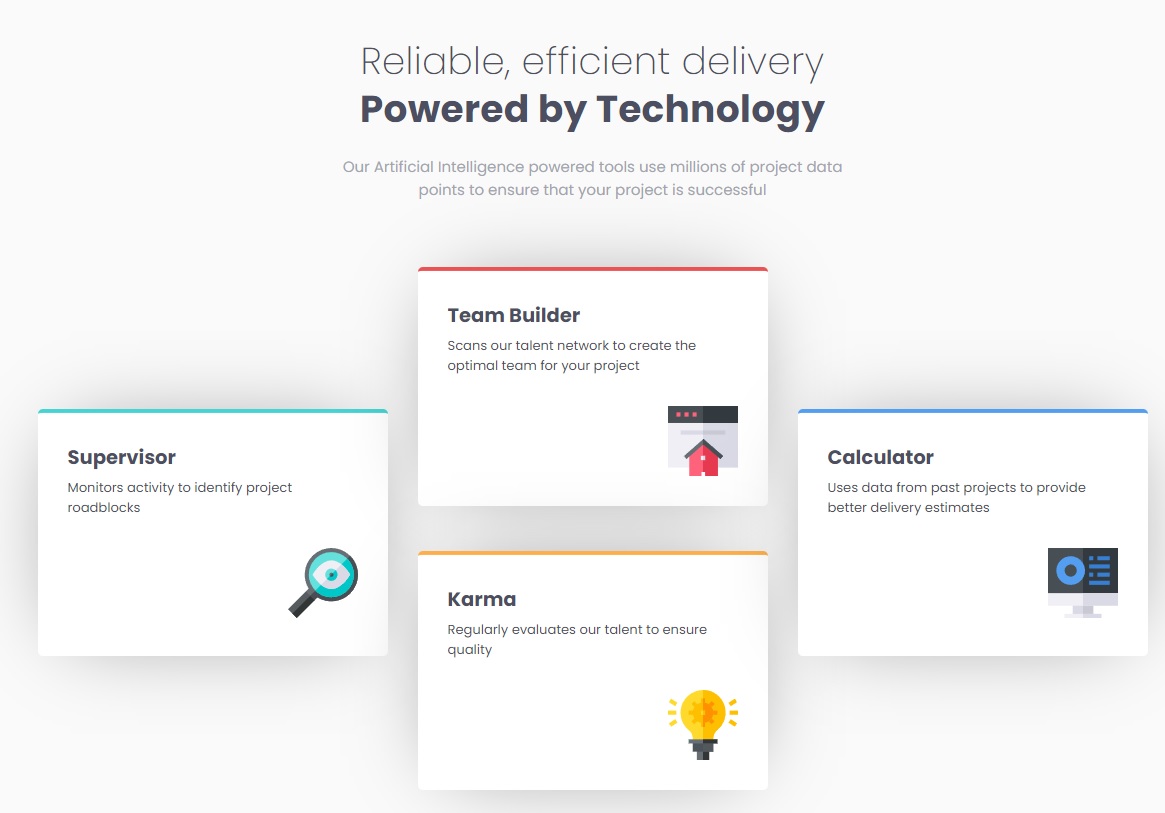 Reliable, efficient delivery
Powered by Technology
Our Artificial Intelligence powered tools use millions of project data
points to ensure that your project is successful
Team Builder
Scans our talent network to create the
optimal team for your project
Supervisor
Monitors activity to identify project
roadblocks
Calculator
Uses data from past projects to provide
better delivery estimates
Karma
Regularly evaluates our talent to ensure
quality